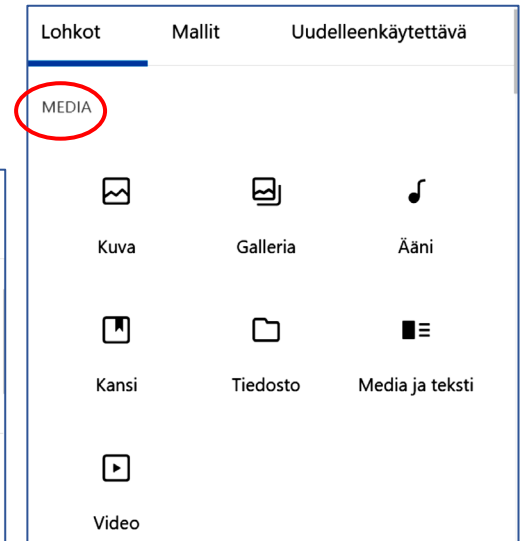 Lohkot Mallit Uudelleenkäytettävä
MEDIA
Kuva Galleria Ääni
Kansi Tiedosto Media ja teksti
Video